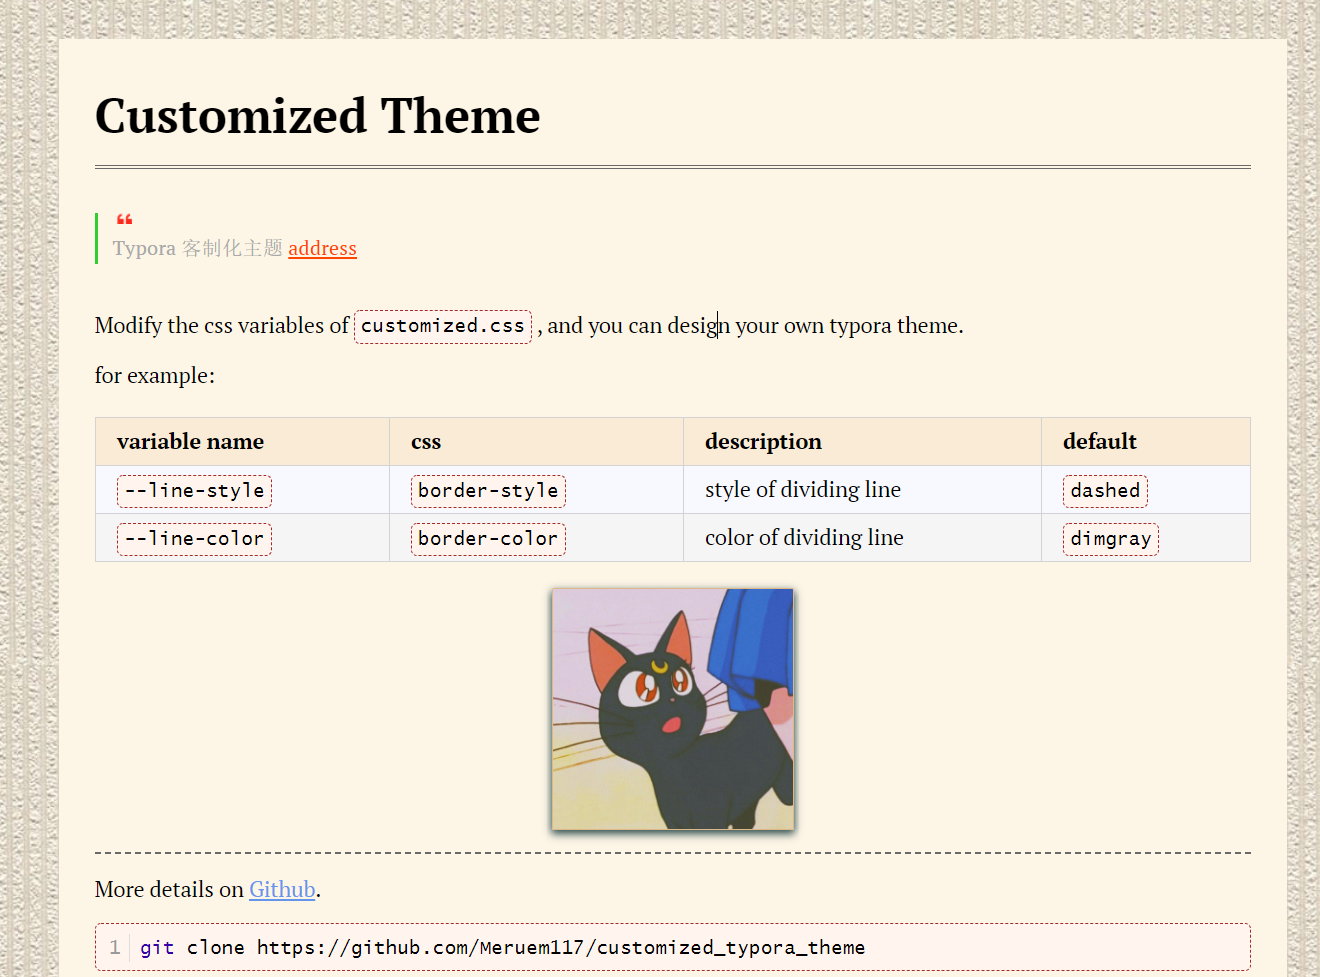 Customized Theme
❝
Typora 客制化主题 address
Modify the css variables of customized.css , and you can design your own typora theme.
for example:
variable name css description default
--line-style border-style style of dividing line dashed
--line-color border-color color of dividing line dimgray
More details on Github.
1 git clone https://github.com/Meruem117/customized_typora_theme